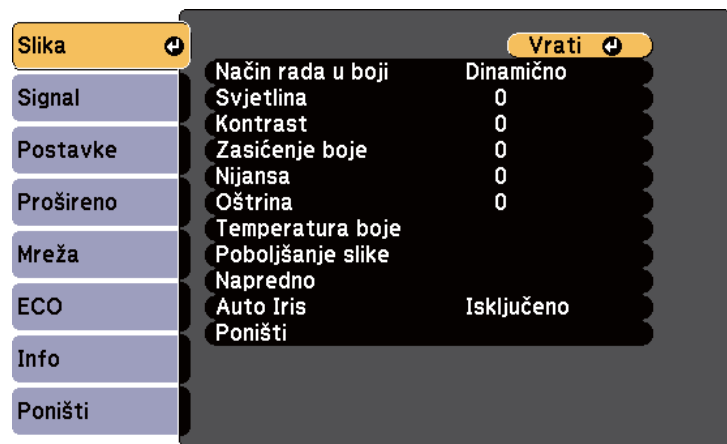 Slika
Signal
Postavke
Prošireno
Mreža
ECO
Info
Poništi
Vrati
Način rada u boji Dinamično
Svjetlina 0
Kontrast 0
Zasićenje boje 0
Nijansa 0
Oštrina 0
Temperatura boje
Poboljšanje slike
Napredno
Auto Iris Isključeno
Poništi